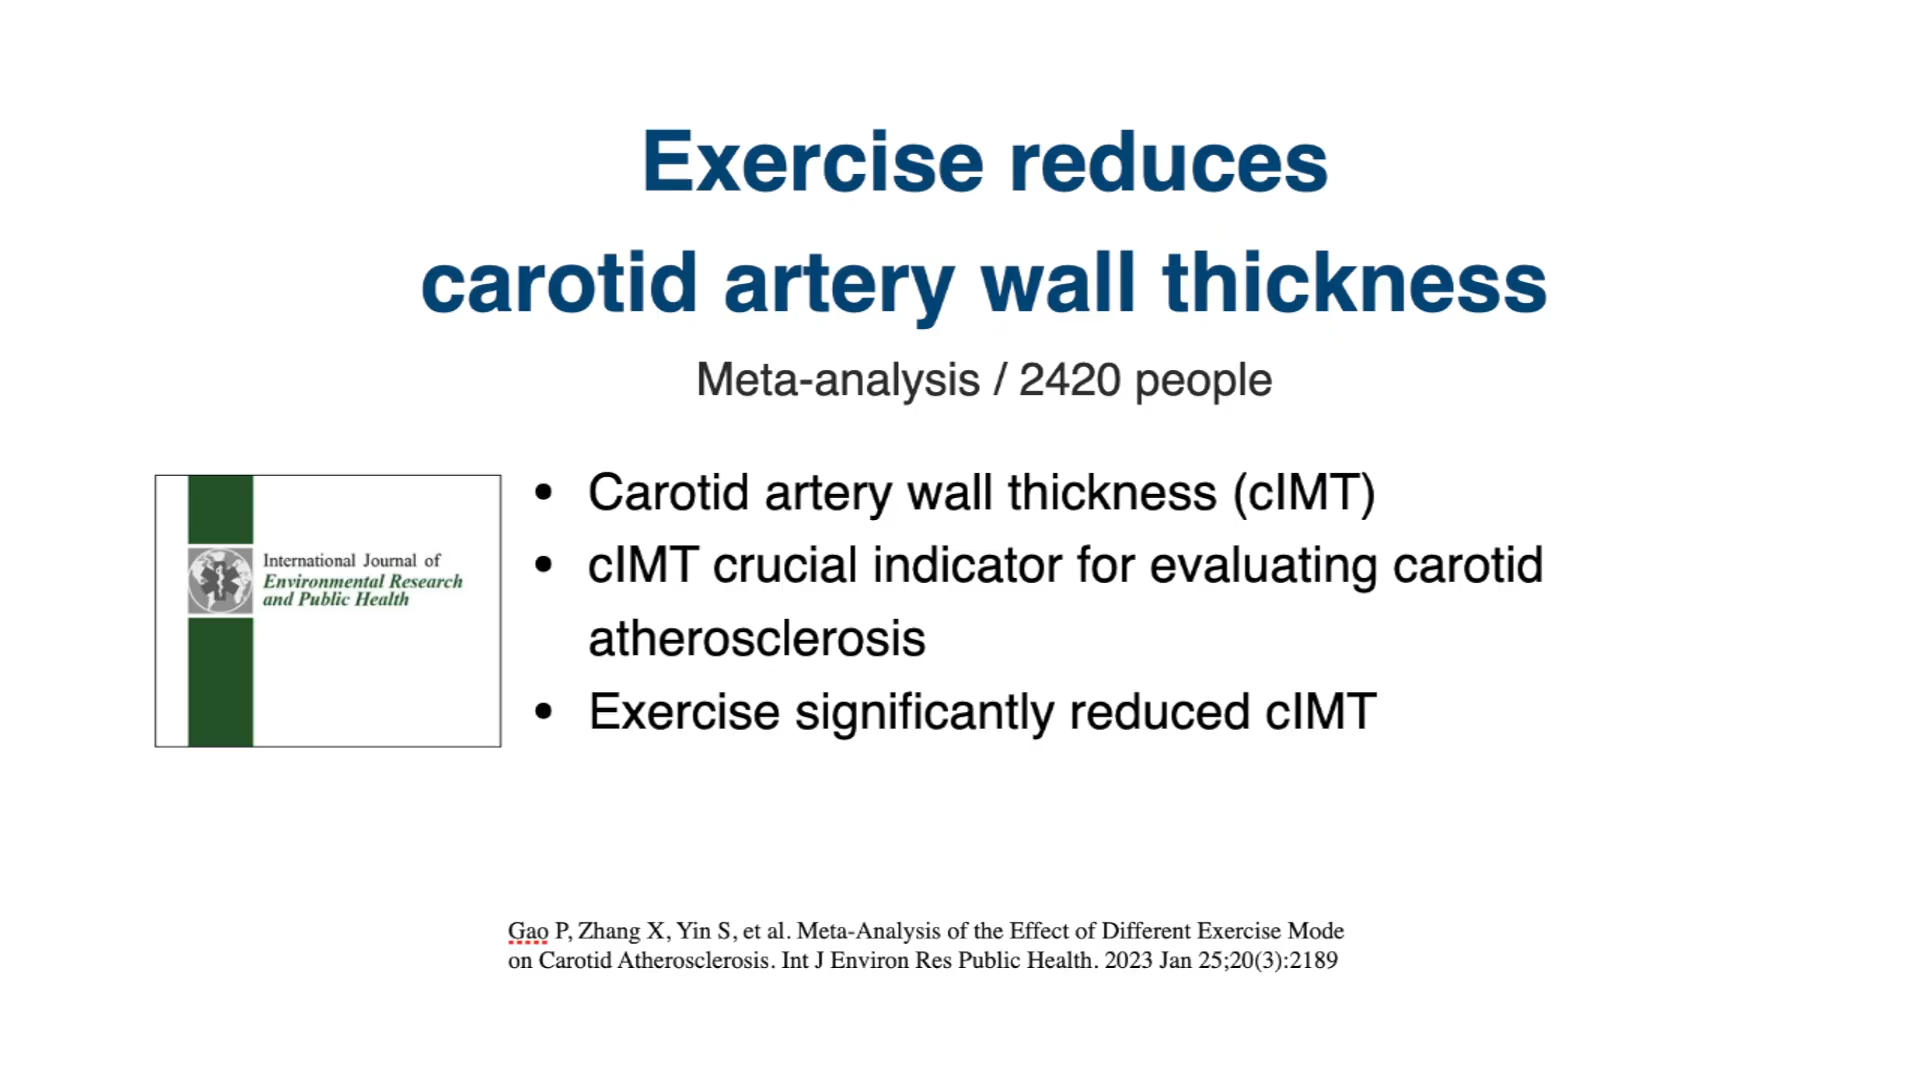 Exercise reduces
carotid artery wall thickness
Meta-analysis / 2420 people
International Journal of
Environmental Research
and Public Health
• Carotid artery wall thickness (cIMT)
• cIMT crucial indicator for evaluating carotid
atherosclerosis
• Exercise significantly reduced cIMT
Gao P, Zhang X, Yin S, et al. Meta-Analysis of the Effect of Different Exercise Mode
on Carotid Atherosclerosis. Int J Environ Res Public Health. 2023 Jan 25;20(3):2189